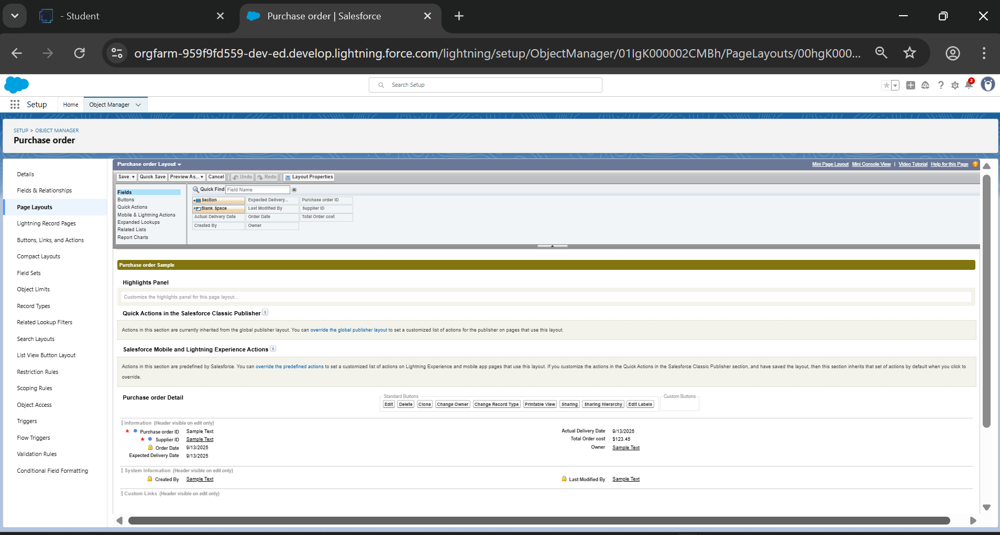 - Student
Purchase order | Salesforce
orgfarm-959f9fd559-dev-ed.develop.lightning.force.com/lightning/setup/ObjectManager/01IgK000002CMBh/PageLayouts/00hgK000...
Search Setup
2
Setup
Home
Object Manager
SETUP > OBJECT MANAGER
Purchase order
Details
Fields & Relationships
Page Layouts
Lightning Record Pages
Buttons, Links, and Actions
Compact Layouts
Field Sets
Object Limits
Record Types
Related Lookup Filters
Search Layouts
List View Button Layout
Restriction Rules
Scoping Rules
Object Access
Triggers
Flow Triggers
Validation Rules
Conditional Field Formatting
Purchase order Layout
Mini Page Layout Mini Console View | Video Tutorial Help for this Page ?
Save Quick Save Preview As... Cancel Undo Redo Layout Properties
Fields
Buttons
Quick Actions
Mobile & Lightning Actions
Expanded Lookups
Related Lists
Report Charts
Quick Find Field Name
Section Expected Delivery... Purchase order ID
Blank Space Last Modified By Supplier ID
Actual Delivery Date Order Date Total Order cost
Created By Owner
Purchase order Sample
Highlights Panel
Customize the highlights panel for this page layout...
Quick Actions in the Salesforce Classic Publisher i
Actions in this section are currently inherited from the global publisher layout. You can override the global publisher layout to set a customized list of actions for the publisher on pages that use this layout.
Salesforce Mobile and Lightning Experience Actions i
Actions in this section are predefined by Salesforce. You can override the predefined actions to set a customized list of actions on Lightning Experience and mobile app pages that use this layout. If you customize the actions in the Quick Actions in the Salesforce Classic Publisher section, and have saved the layout, then this section inherits that set of actions by default when you click to
override.
Purchase order Detail
Standard Buttons
Edit Delete Clone Change Owner Change Record Type Printable View Sharing Sharing Hierarchy Edit Labels
Custom Buttons
Information (Header visible on edit only)
* Purchase order ID Sample Text
* Supplier ID Sample Text
Order Date 9/13/2025
Expected Delivery Date 9/13/2025
Actual Delivery Date 9/13/2025
Total Order cost $123.45
Owner Sample Text
System Information (Header visible on edit only)
Created By Sample Text
Last Modified By Sample Text
Custom Links (Header visible on edit only)